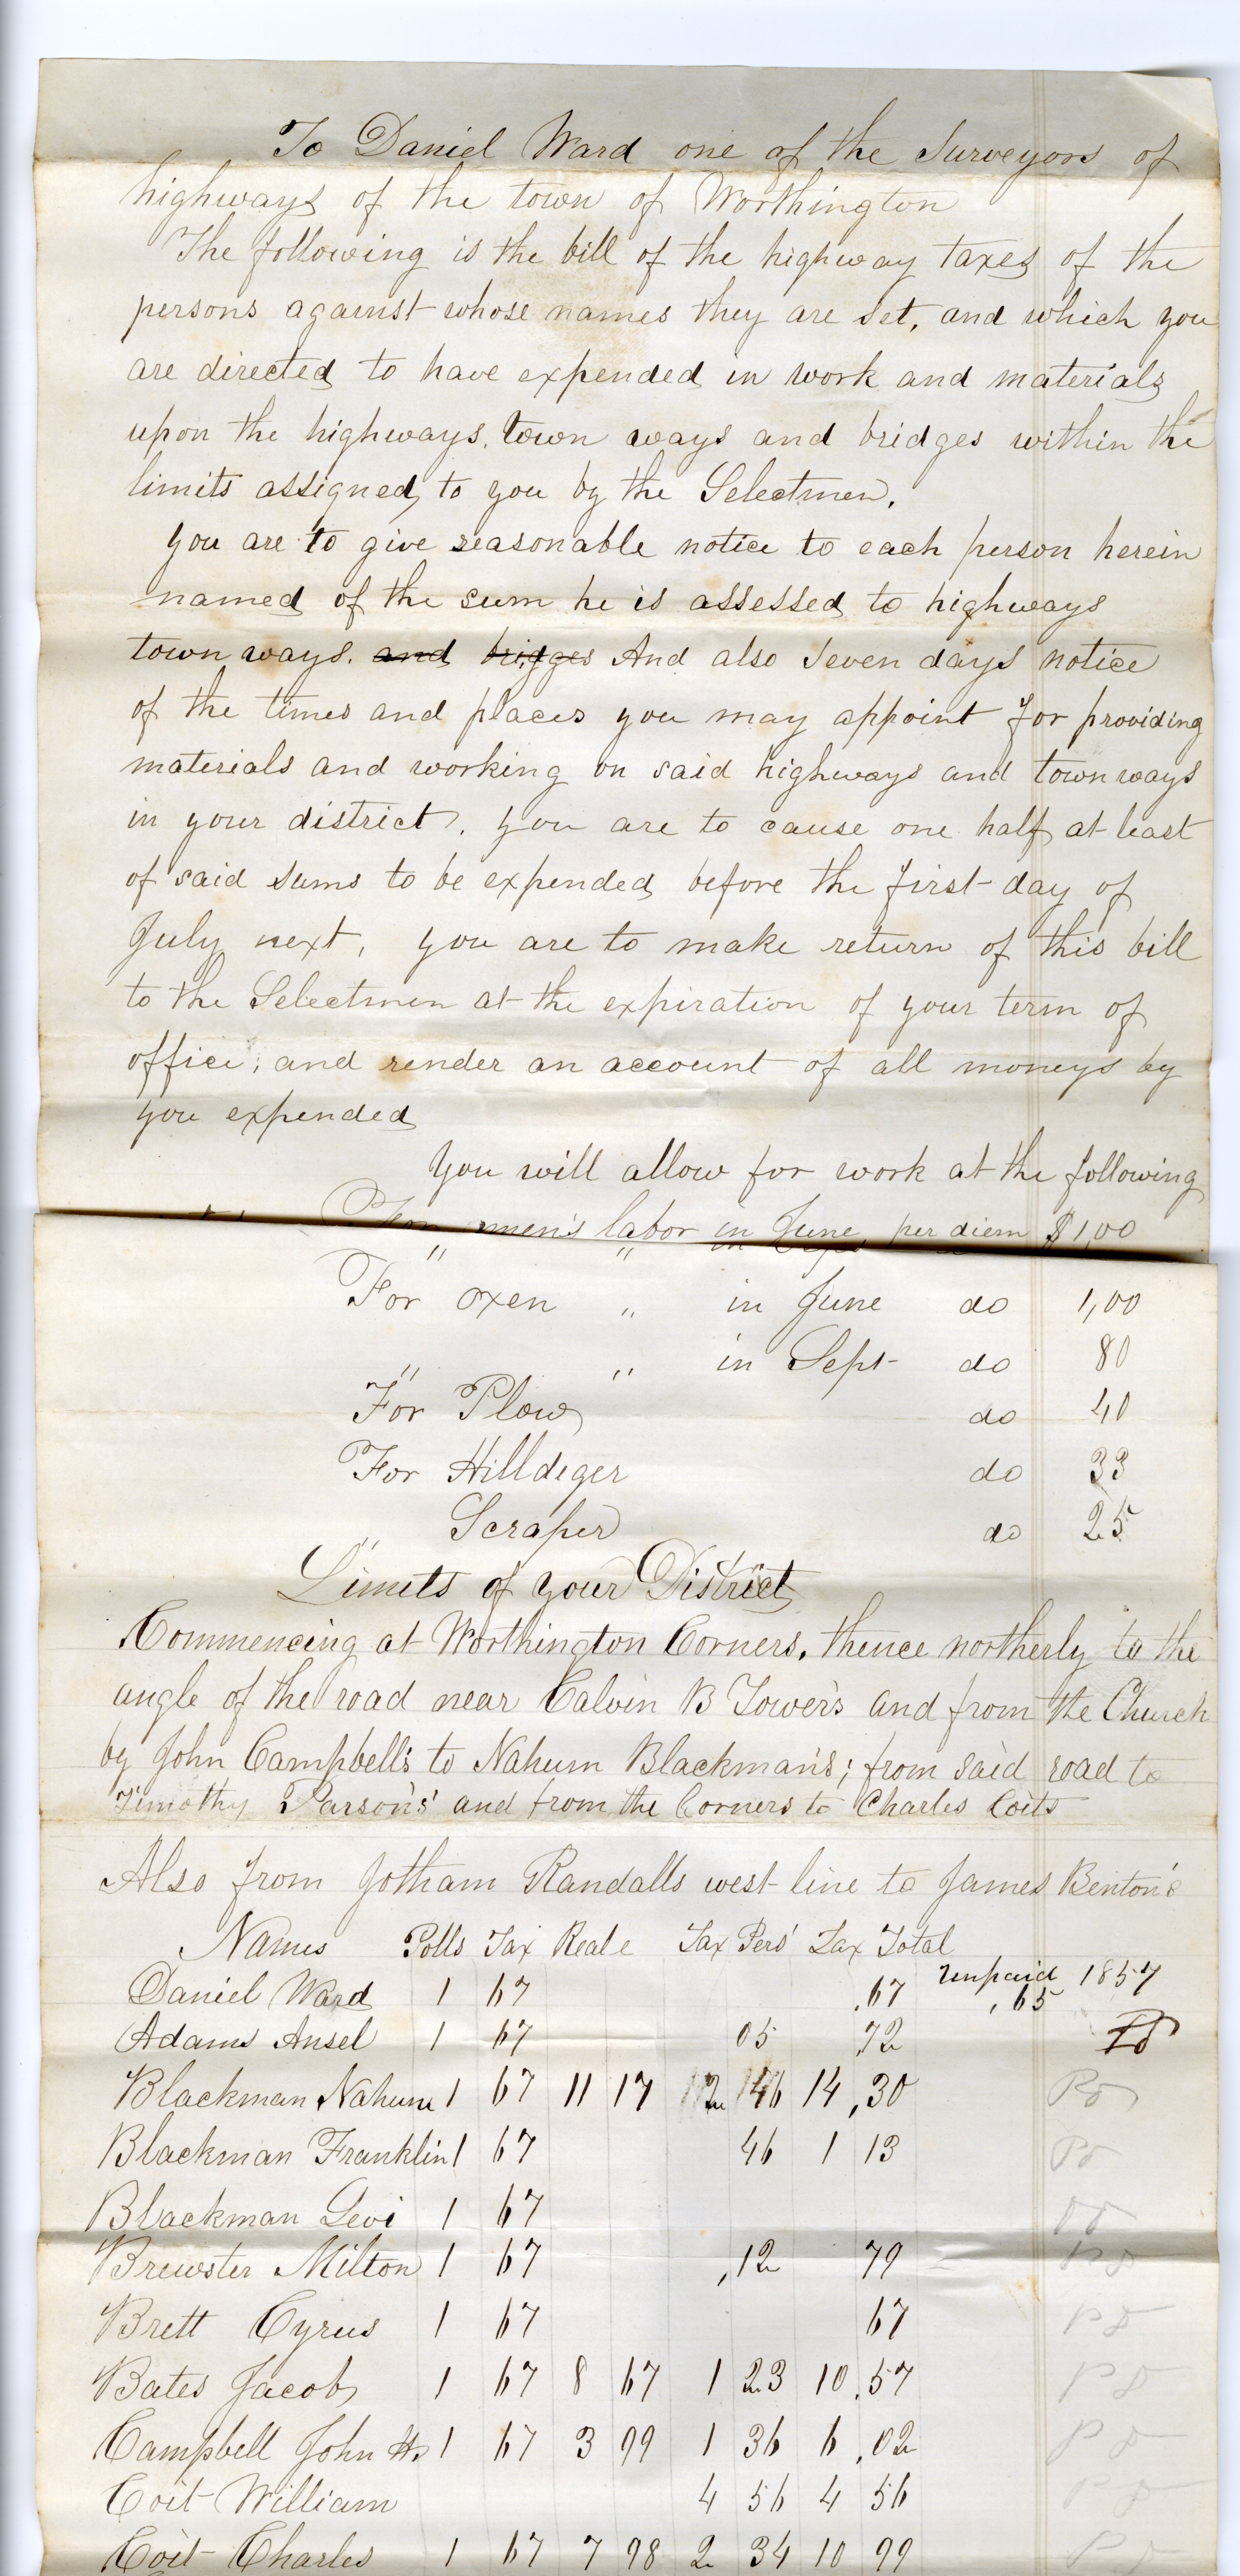 To Daniel Ward one of the Surveyors of
highways of the town of Worthington
The following is the bill of the highway taxes of the
persons against whose names they are set, and which you
are directed to have expended in work and materials
upon the highways, town ways and bridges within the
limits assigned to you by the Selectmen.
You are to give reasonable notice to each person herein
named of the sum he is assessed to highways
town ways. and bridges And also seven days notice
of the times and places you may appoint for providing
materials and working on said highways and town ways
in your district. You are to cause one half at least
of said sums to be expended before the first day of
July next, you are to make return of this bill
to the Selectmen at the expiration of your term of
office; and render an account of all moneys by
you expended
You will allow for work at the following
For men's labor in June per diem $1,00
" "
For oxen " in June do 1,00
" " in Sept do 80
For Plow do 40
For Hilldiger do 33
Scraper do 25
Limits of your District
Commencing at Worthington Corners, thence northerly to the
angle of the road near Calvin B Tower's and from the Church
by John Campbell's to Nahum Blackman's; from said road to
Timothy Parsons' and from the Corners to Charles Coits
Also from Jotham Randalls west line to James Benton's
Names Polls Tax Real e Tax Pers' Tax Total
Daniel Ward 1 67 .67 Unpaid 1857 ,65
Adams Ansel 1 67 05 ,72 Pd
Blackman Nahum 1 67 11 17 2 46 14,30 Pd
Blackman Franklin 1 67 46 1 13 Pd
Blackman Levi 1 67
Brewster Milton 1 67 ,12 79 Pd
Brett Cyrus 1 67 67 Pd
Bates Jacob 1 67 8 67 1 23 10.57 Pd
Campbell John H. 1 67 3 99 1 36 6.02 Pd
Coit William 4 56 4 56 Pd
Coit Charles 1 67 7 98 2 34 10 99 Pd